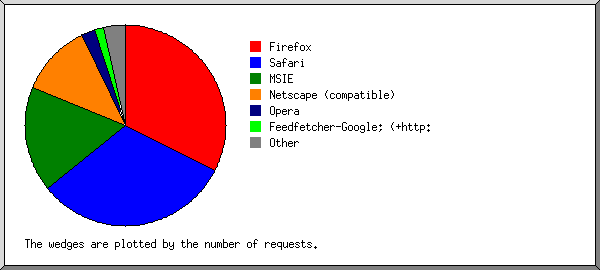 Firefox
Safari
MSIE
Netscape (compatible)
Opera
Feedfetcher-Google; (+http:
Other
The wedges are plotted by the number of requests.